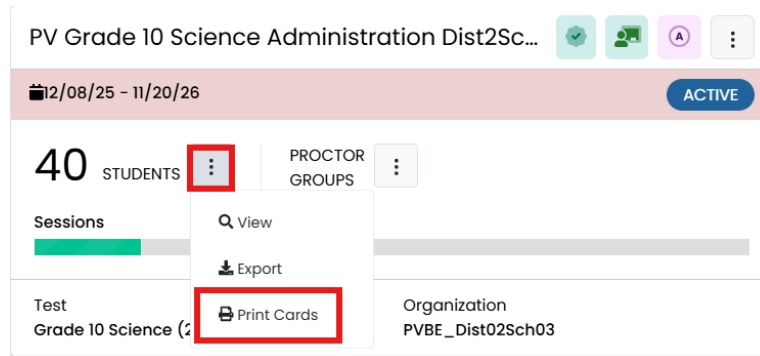 PV Grade 10 Science Administration Dist2Sc...
A
12/08/25 - 11/20/26
ACTIVE
40 STUDENTS
PROCTOR
GROUPS
Sessions
View
Export
Print Cards
Test
Grade 10 Science (2
Organization
PVBE_Dist02Sch03